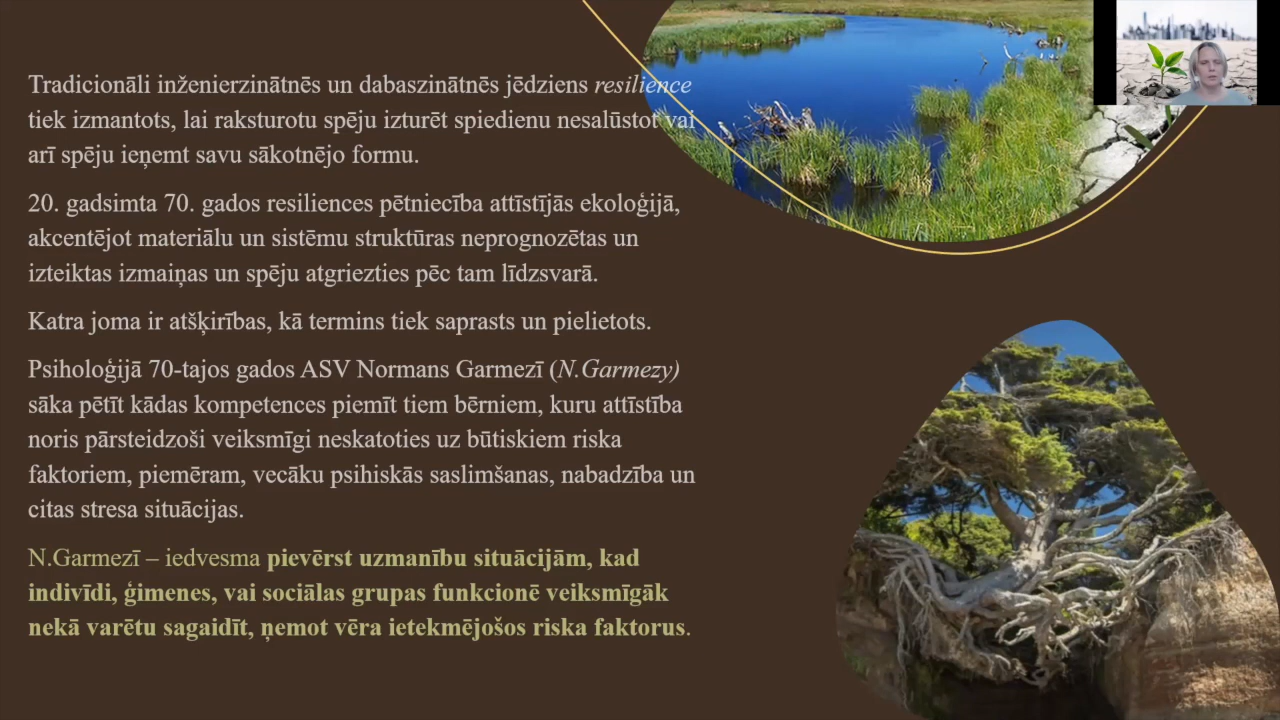 Tradicionāli inženierzinātnēs un dabaszinātnēs jēdziens resilience
tiek izmantots, lai raksturotu spēju izturēt spiedienu nesalūstot vai
arī spēju ieņemt savu sākotnējo formu.
20. gadsimta 70. gados resiliences pētniecība attīstījās ekoloģijā,
akcentējot materiālu un sistēmu struktūras neprognozētas un
izteiktas izmaiņas un spēju atgriezties pēc tam līdzsvarā.
Katra joma ir atšķirības, kā termins tiek saprasts un pielietots.
Psiholoģijā 70-tajos gados ASV Normans Garmezī (N.Garmezy)
sāka pētīt kādas kompetences piemīt tiem bērniem, kuru attīstība
noris pārsteidzoši veiksmīgi neskatoties uz būtiskiem riska
faktoriem, piemēram, vecāku psihiskās saslimšanas, nabadzība un
citas stresa situācijas.
N.Garmezī – iedvesma pievērst uzmanību situācijām, kad
indivīdi, ģimenes, vai sociālas grupas funkcionē veiksmīgāk
nekā varētu sagaidīt, ņemot vēra ietekmējošos riska faktorus.